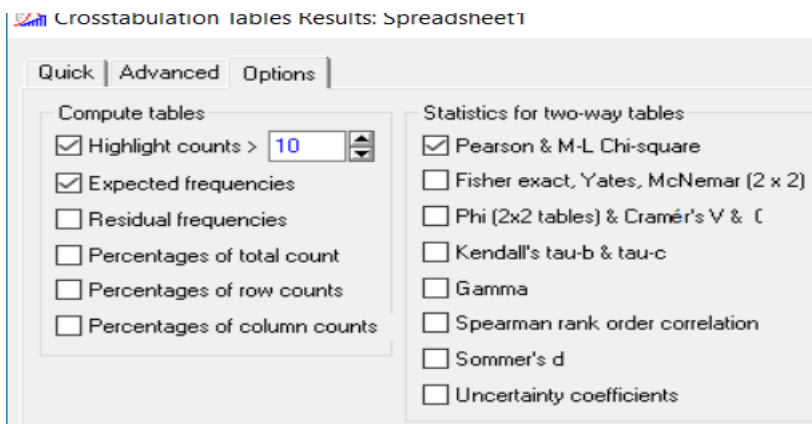 Crosstabulation Tables Results: Spreadsheet1
Quick Advanced Options
Compute tables
Highlight counts > 10
Expected frequencies
Residual frequencies
Percentages of total count
Percentages of row counts
Percentages of column counts
Statistics for two-way tables
Pearson & M-L Chi-square
Fisher exact, Yates, McNemar (2 x 2)
Phi (2x2 tables) & Cramér's V &
Kendall's tau-b & tau-c
Gamma
Spearman rank order correlation
Sommer's d
Uncertainty coefficients